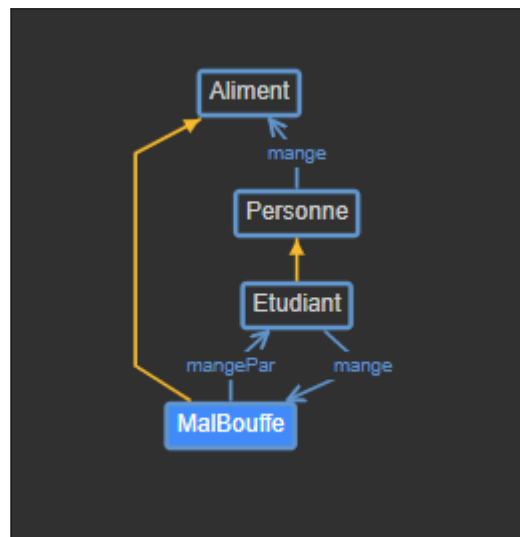 Aliment
mange
Personne
Etudiant
mangePar mange
MalBouffe